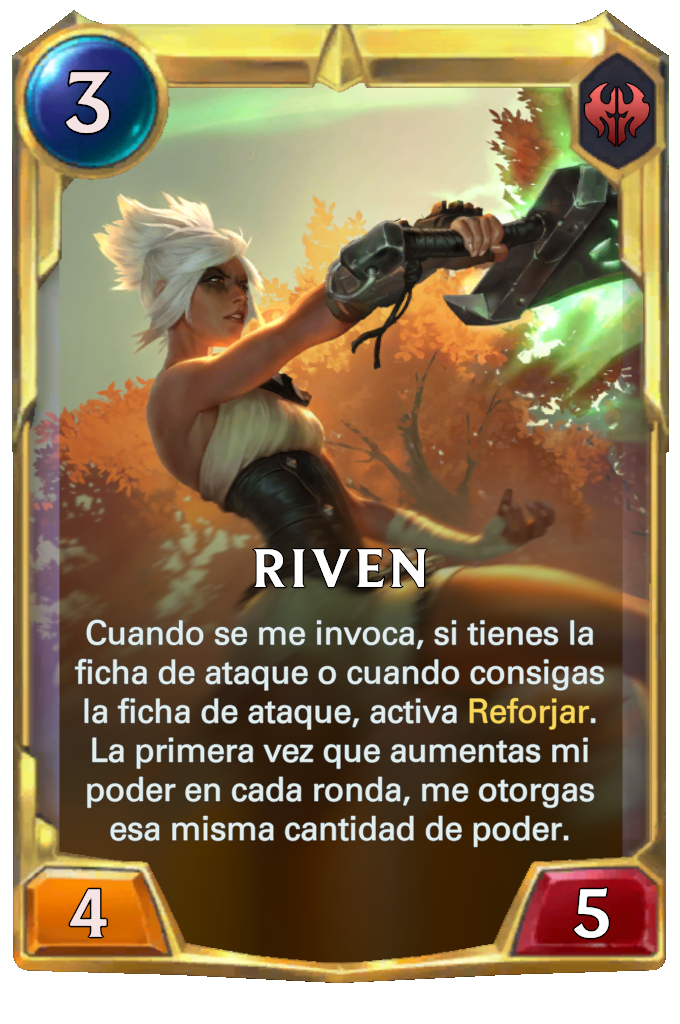 3
RIVEN
Cuando se me invoca, si tienes la
ficha de ataque o cuando consigas
la ficha de ataque, activa Reforjar.
La primera vez que aumentas mi
poder en cada ronda, me otorgas
esa misma cantidad de poder.
4
5